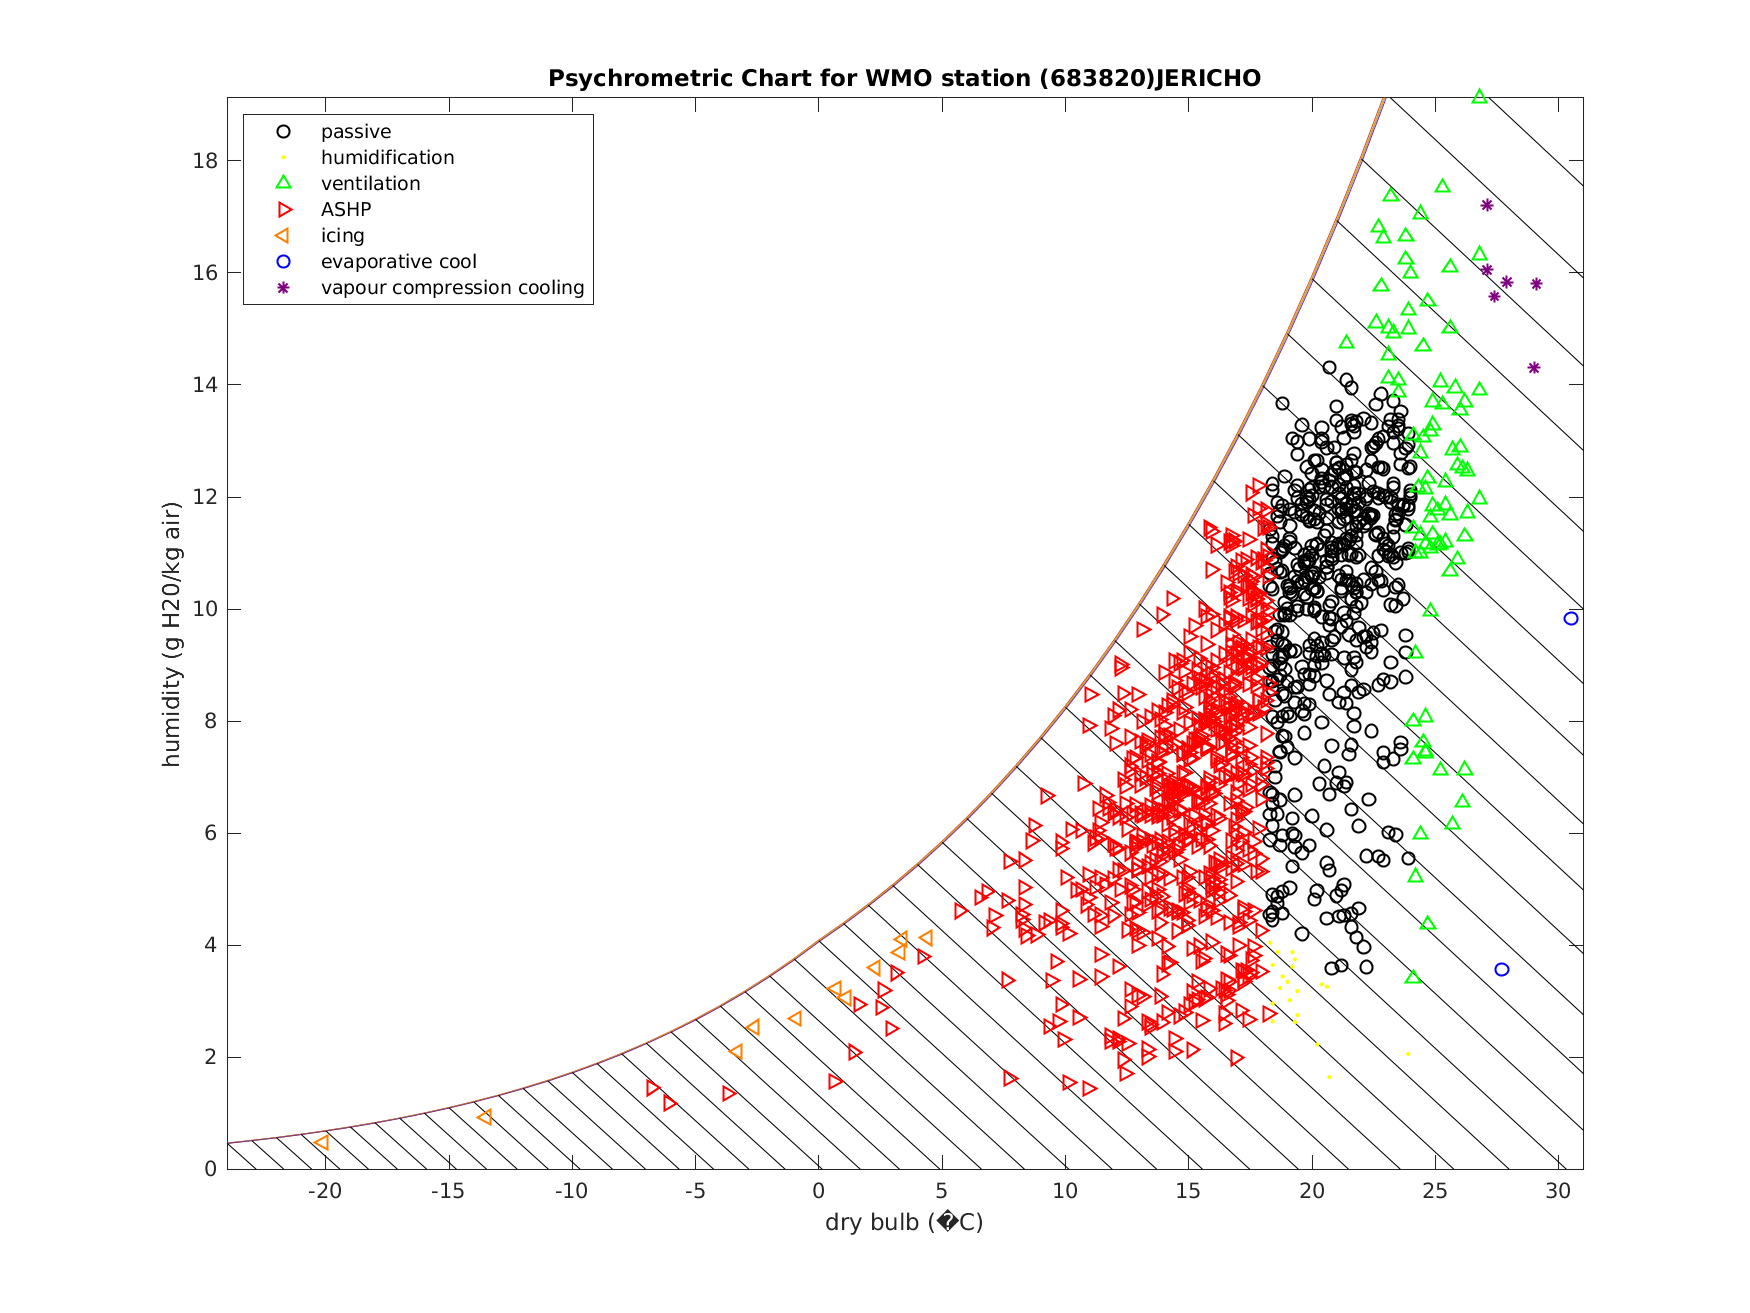 Psychrometric Chart for WMO station (683820)JERICHO
passive
humidification
ventilation
ASHP
icing
evaporative cool
vapour compression cooling
humidity (g H20/kg air)
18
16
14
12
10
8
6
4
2
0
-20 -15 -10 -5 0 5 10 15 20 25 30
dry bulb (�C)